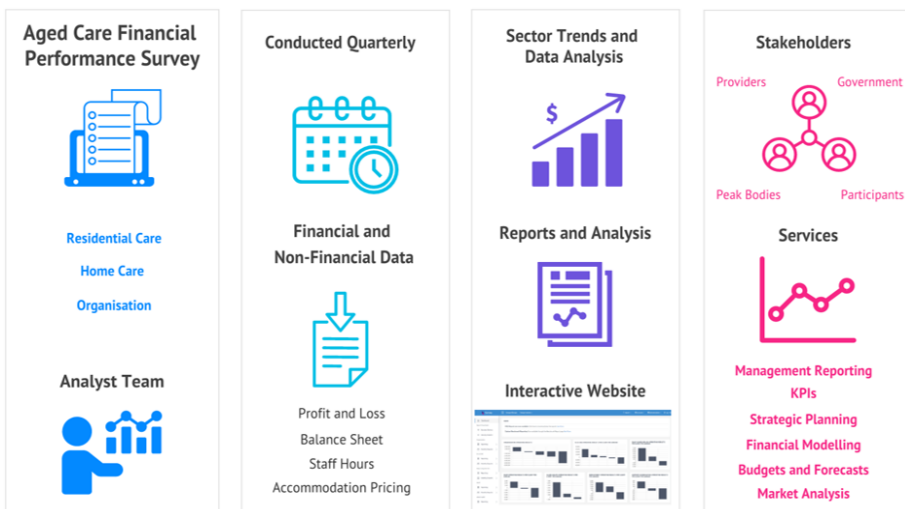 Aged Care Financial
Performance Survey
Residential Care
Home Care
Organisation
Analyst Team
Conducted Quarterly
Financial and
Non-Financial Data
Profit and Loss
Balance Sheet
Staff Hours
Accommodation Pricing
Sector Trends and
Data Analysis
$
Reports and Analysis
Interactive Website
Stakeholders
Providers
Government
Peak Bodies
Participants
Services
Management Reporting
KPIs
Strategic Planning
Financial Modelling
Budgets and Forecasts
Market Analysis